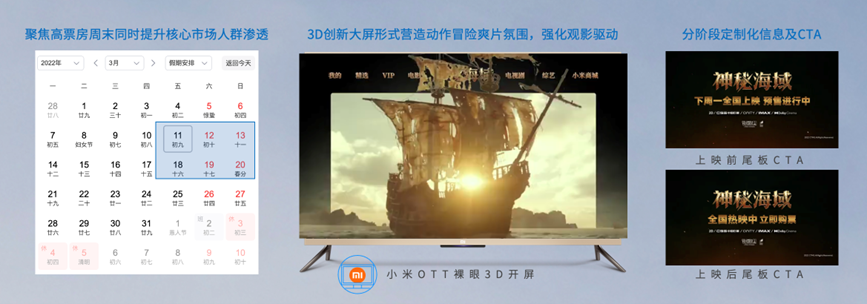 聚焦高票房周末同时提升核心市场人群渗透
2022年 3月 假期安排 返回今天
一 二 三 四 五 六 日
28 1 2 3 4 5 6
廿八 廿九 三十 初一 初二 惊蛰 初四
7 8 9 10 11 12 13
初五 妇女节 初七 初八 初九 初十 十一
14 15 16 17 18 19 20
十二 十三 十四 十五 十六 十七 春分
21 22 23 24 25 26 27
十九 二十 廿一 廿二 廿三 廿四 廿五
28 29 30 31 1 2 3
廿六 廿七 廿八 廿九 愚人节 初二 初三
4 5 6 7 8 9 10
初四 清明 初六 初七 初八 初九 初十
3D创新大屏形式营造动作冒险爽片氛围，强化观影驱动
我的 精选 VIP 电影 海域 电视剧 综艺 小米商城
小米OTT裸眼3D开屏
分阶段定制化信息及CTA
神秘海域
下周一全国上映 预售进行中
上映前尾板CTA
神秘海域
全国热映中 立即购票
上映后尾板CTA